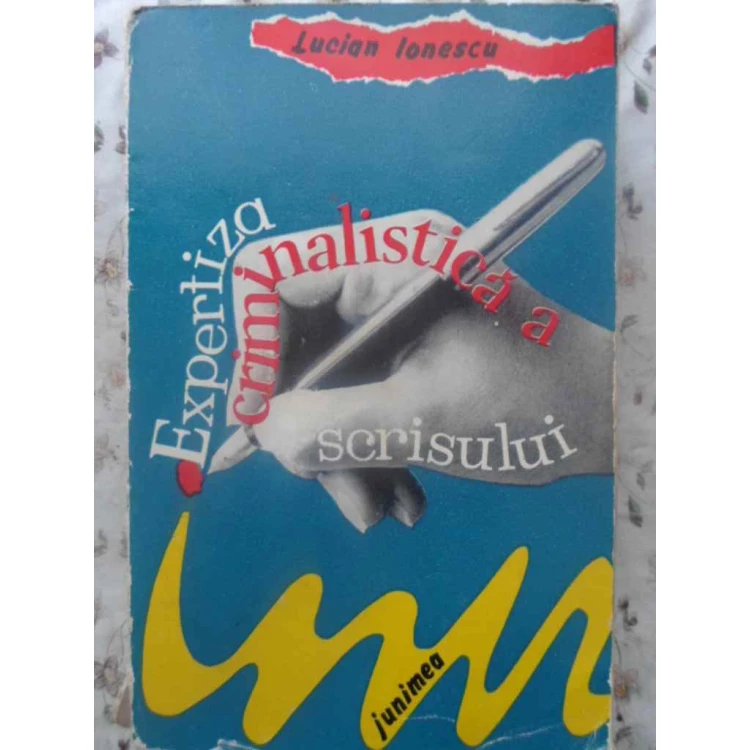 Lucian Ionescu
Expertiza
criminalistică a
scrisului
junimea